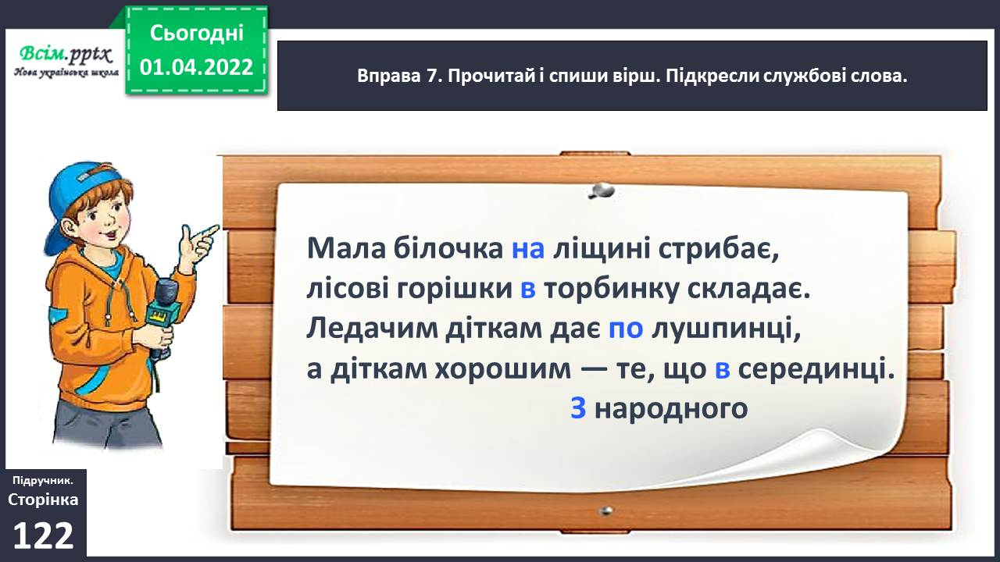 Сьогодні
01.04.2022
Всім.pptx
Нова українська школа
Вправа 7. Прочитай і спиши вірш. Підкресли службові слова.
Мала білочка на ліщині стрибає,
лісові горішки в торбинку складає.
Ледачим діткам дає по лушпинці,
а діткам хорошим — те, що в серединці.
З народного
Підручник.
Сторінка
122